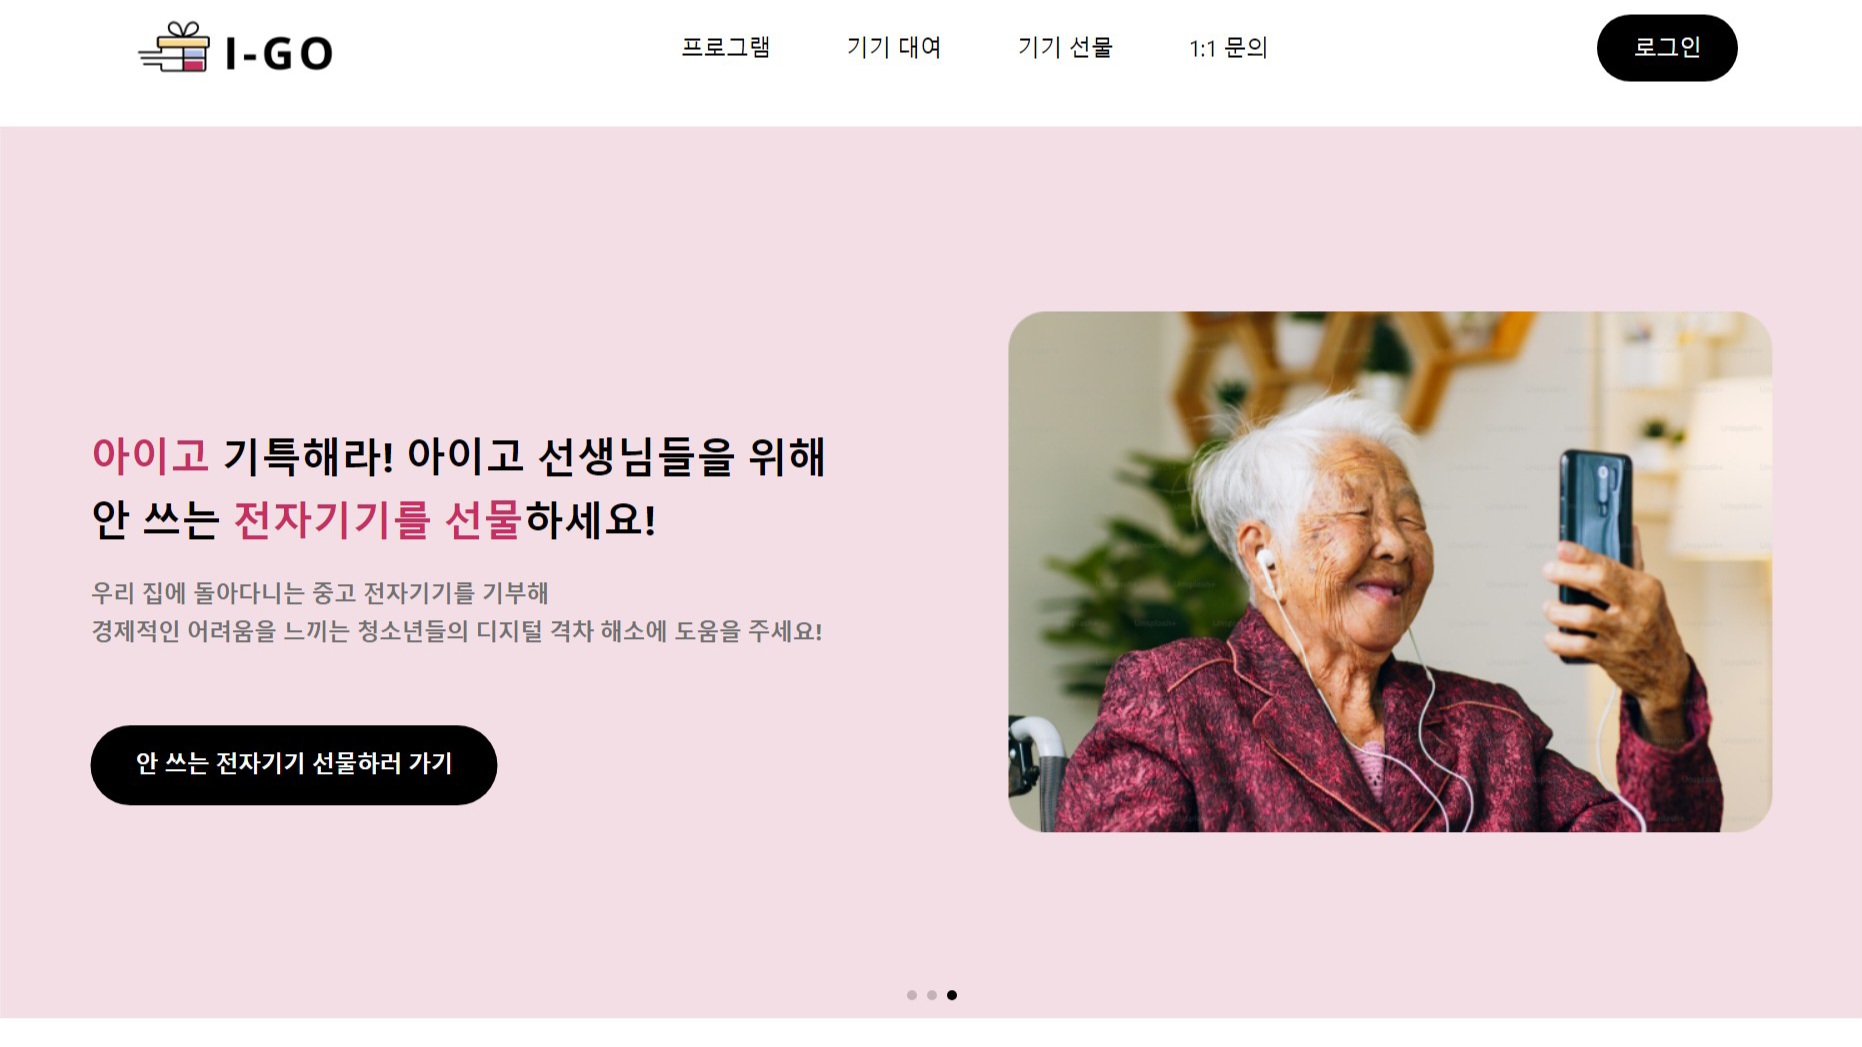 I-GO
프로그램
기기 대여
기기 선물
1:1 문의
로그인
아이고 기특해라! 아이고 선생님들을 위해
안 쓰는 전자기기를 선물하세요!
우리 집에 돌아다니는 중고 전자기기를 기부해
경제적인 어려움을 느끼는 청소년들의 디지털 격차 해소에 도움을 주세요!
안 쓰는 전자기기 선물하러 가기